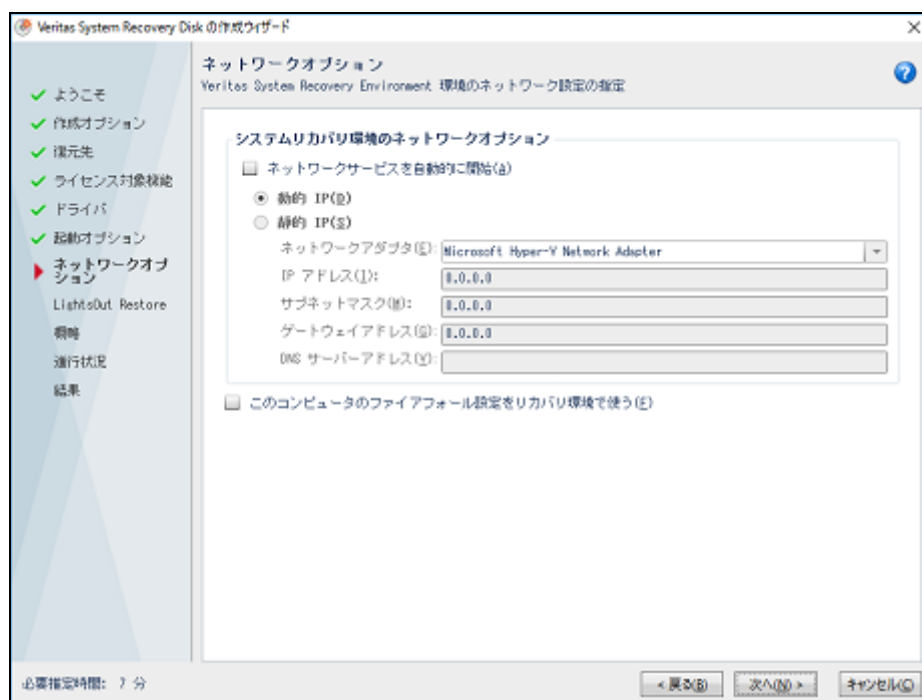 Veritas System Recovery Disk の作成ウィザード
ネットワークオプション
Veritas System Recovery Environment 環境のネットワーク設定の指定
ようこそ
作成オプション
復元先
ライセンス対象機能
ドライバ
起動オプション
ネットワークオプ
ション
LightsOut Restore
概略
進行状況
結果
システムリカバリ環境のネットワークオプション
ネットワークサービスを自動的に開始(A)
動的 IP(D)
静的 IP(S)
ネットワークアダプタ(E): Microsoft Hyper-V Network Adapter
IP アドレス(I): 0.0.0.0
サブネットマスク(M): 0.0.0.0
ゲートウェイアドレス(G): 0.0.0.0
DNS サーバーアドレス(V):
このコンピュータのファイアフォール設定をリカバリ環境で使う(F)
必要推定時間: 7 分
< 戻る(B) 次へ(N) > キャンセル(C)